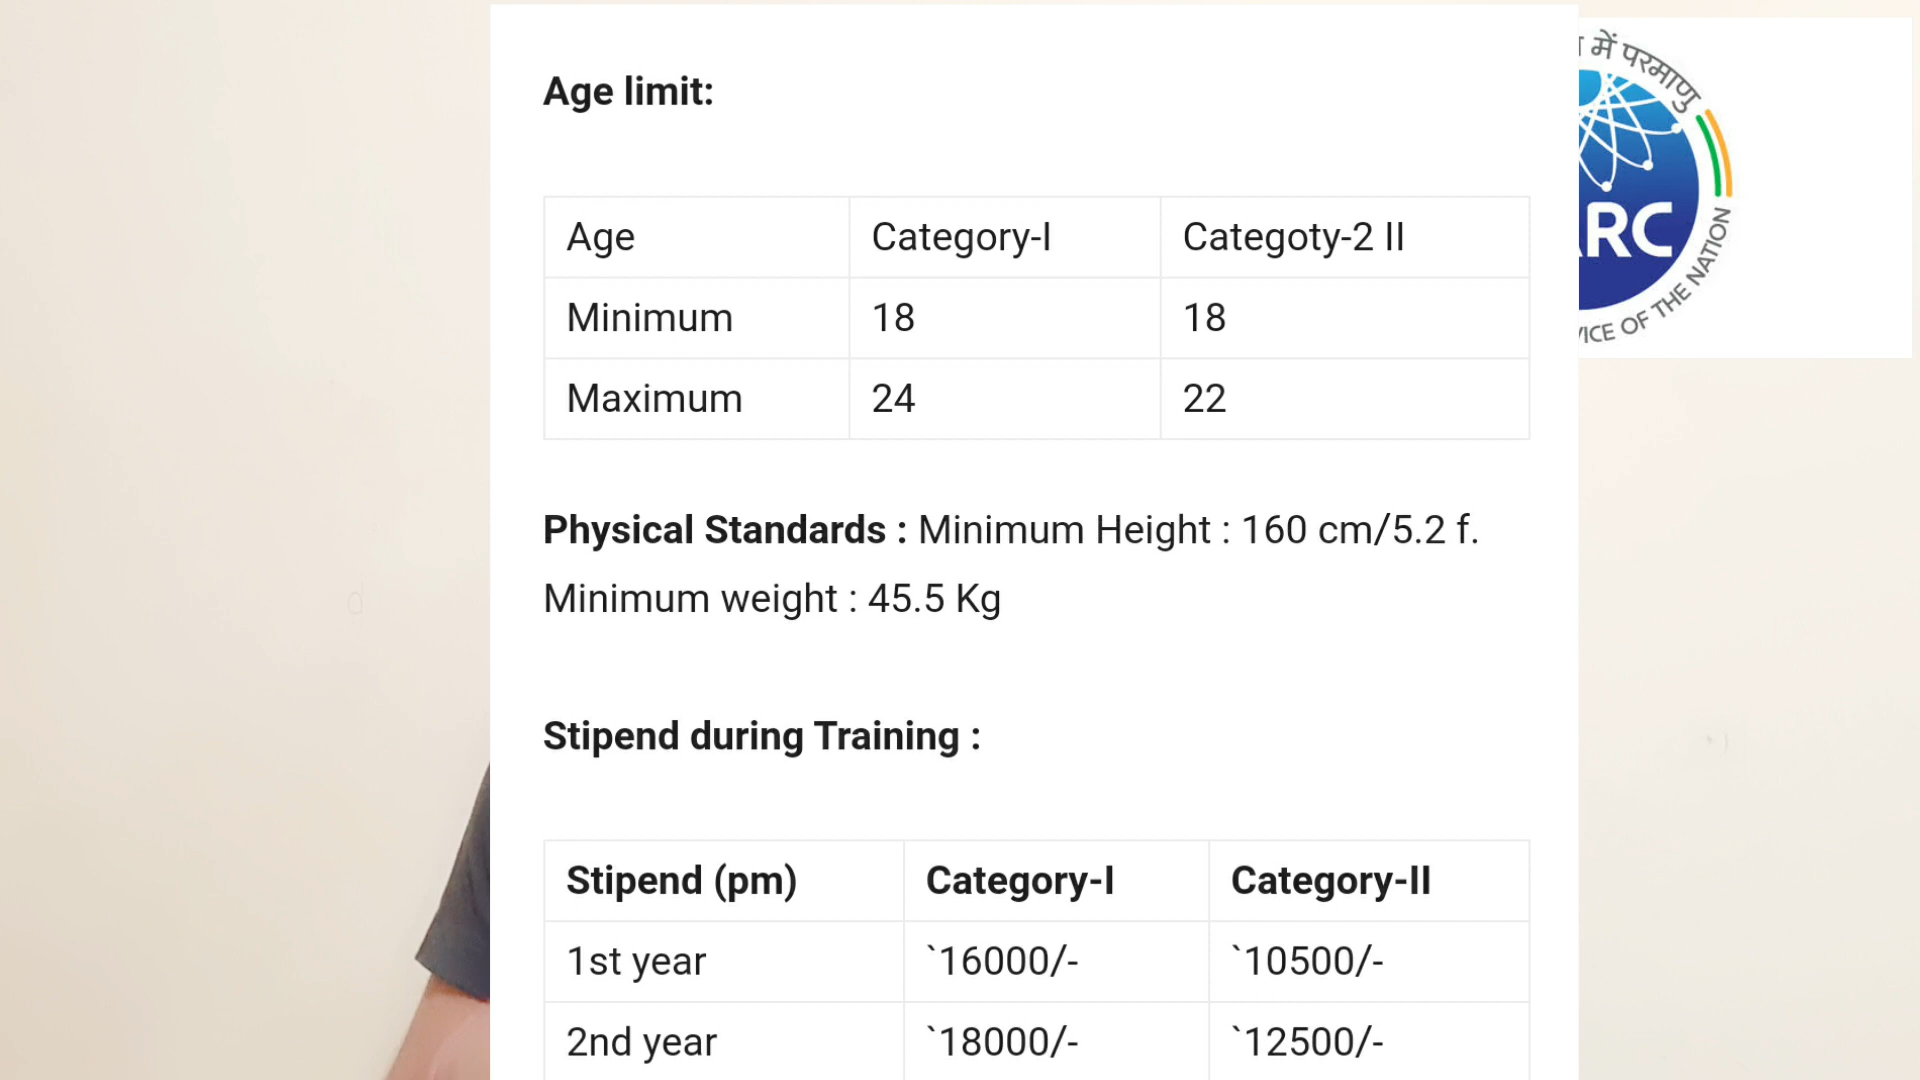 Age limit:
Age Category-I Categoty-2 II
Minimum 18 18
Maximum 24 22
Physical Standards : Minimum Height : 160 cm/5.2 f.
Minimum weight : 45.5 Kg
Stipend during Training :
Stipend (pm) Category-I Category-II
1st year `16000/- `10500/-
2nd year `18000/- `12500/-
में परमाणु
RC
OF THE NATION